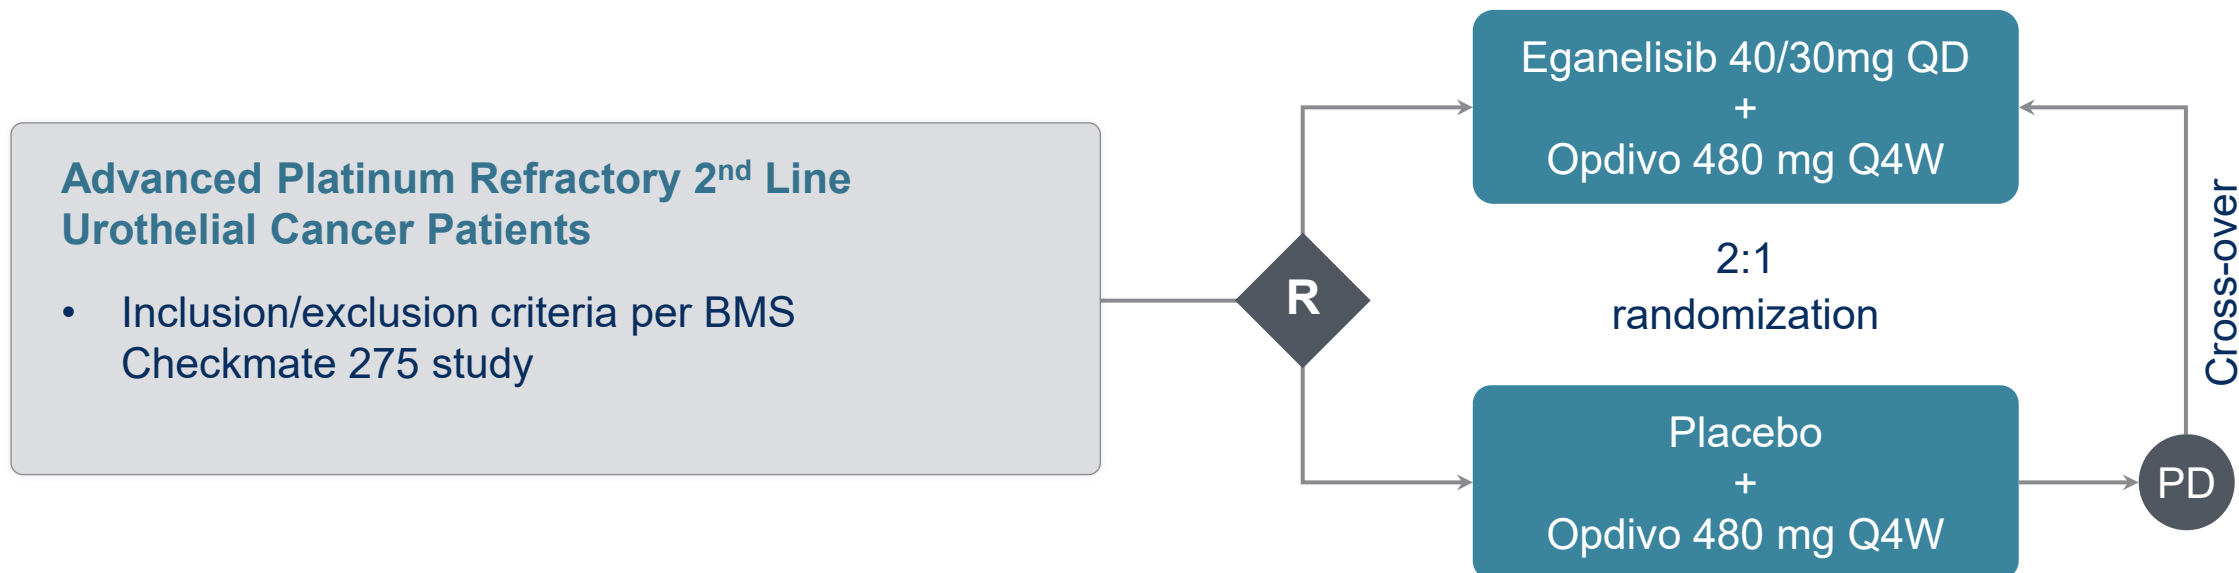 Advanced Platinum Refractory 2nd Line
Urothelial Cancer Patients
• Inclusion/exclusion criteria per BMS
Checkmate 275 study
R
Eganelisib 40/30mg QD
+
Opdivo 480 mg Q4W
2:1
randomization
Placebo
+
Opdivo 480 mg Q4W
PD
Cross-over